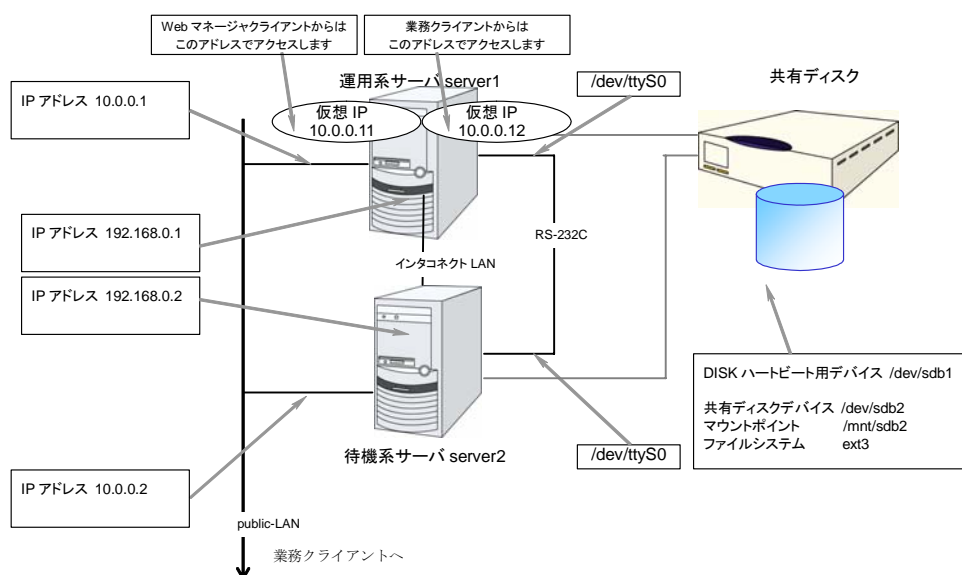 Web マネージャクライアントからは
このアドレスでアクセスします
業務クライアントからは
このアドレスでアクセスします
運用系サーバ server1
/dev/ttyS0
共有ディスク
IP アドレス 10.0.0.1
仮想 IP
10.0.0.11
仮想 IP
10.0.0.12
IP アドレス 192.168.0.1
RS-232C
インタコネクト LAN
IP アドレス 192.168.0.2
DISK ハートビート用デバイス /dev/sdb1
共有ディスクデバイス /dev/sdb2
マウントポイント /mnt/sdb2
ファイルシステム ext3
待機系サーバ server2
/dev/ttyS0
IP アドレス 10.0.0.2
public-LAN
業務クライアントへ